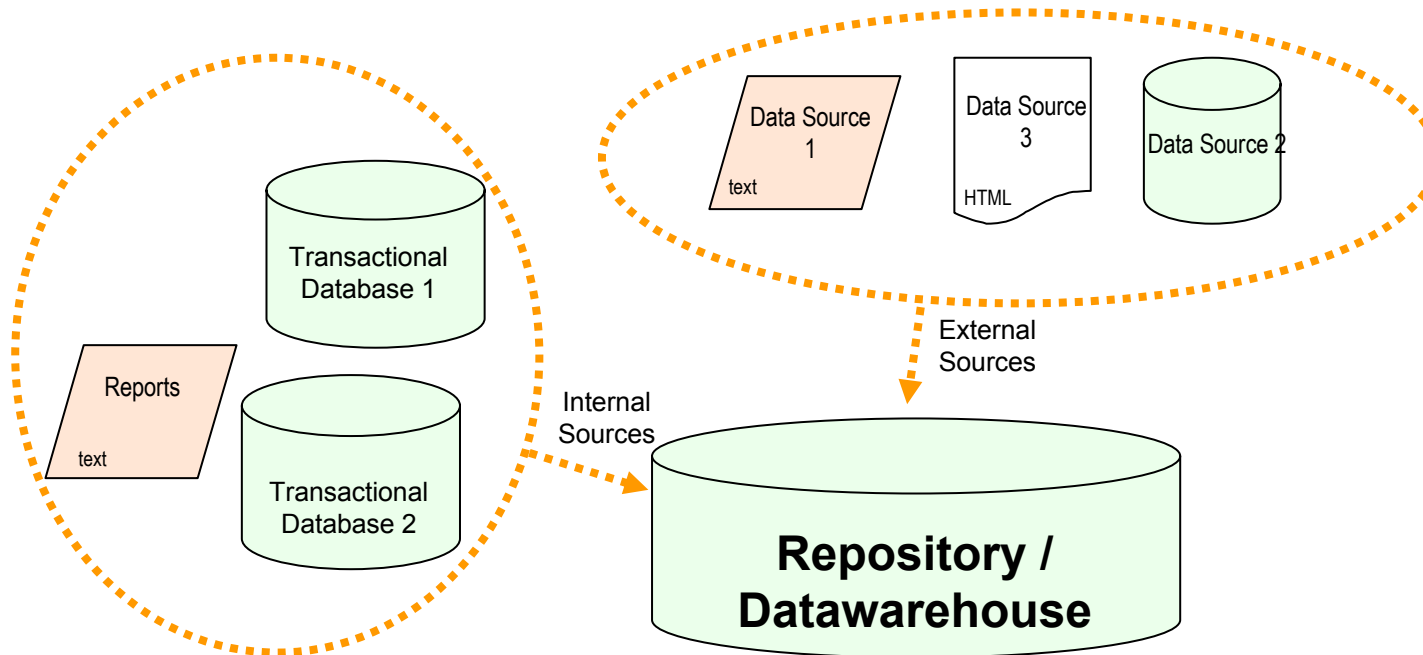 Data Source
1
text
Data Source
3
HTML
Data Source 2
Transactional
Database 1
Reports
text
Transactional
Database 2
External
Sources
Internal
Sources
Repository /
Datawarehouse